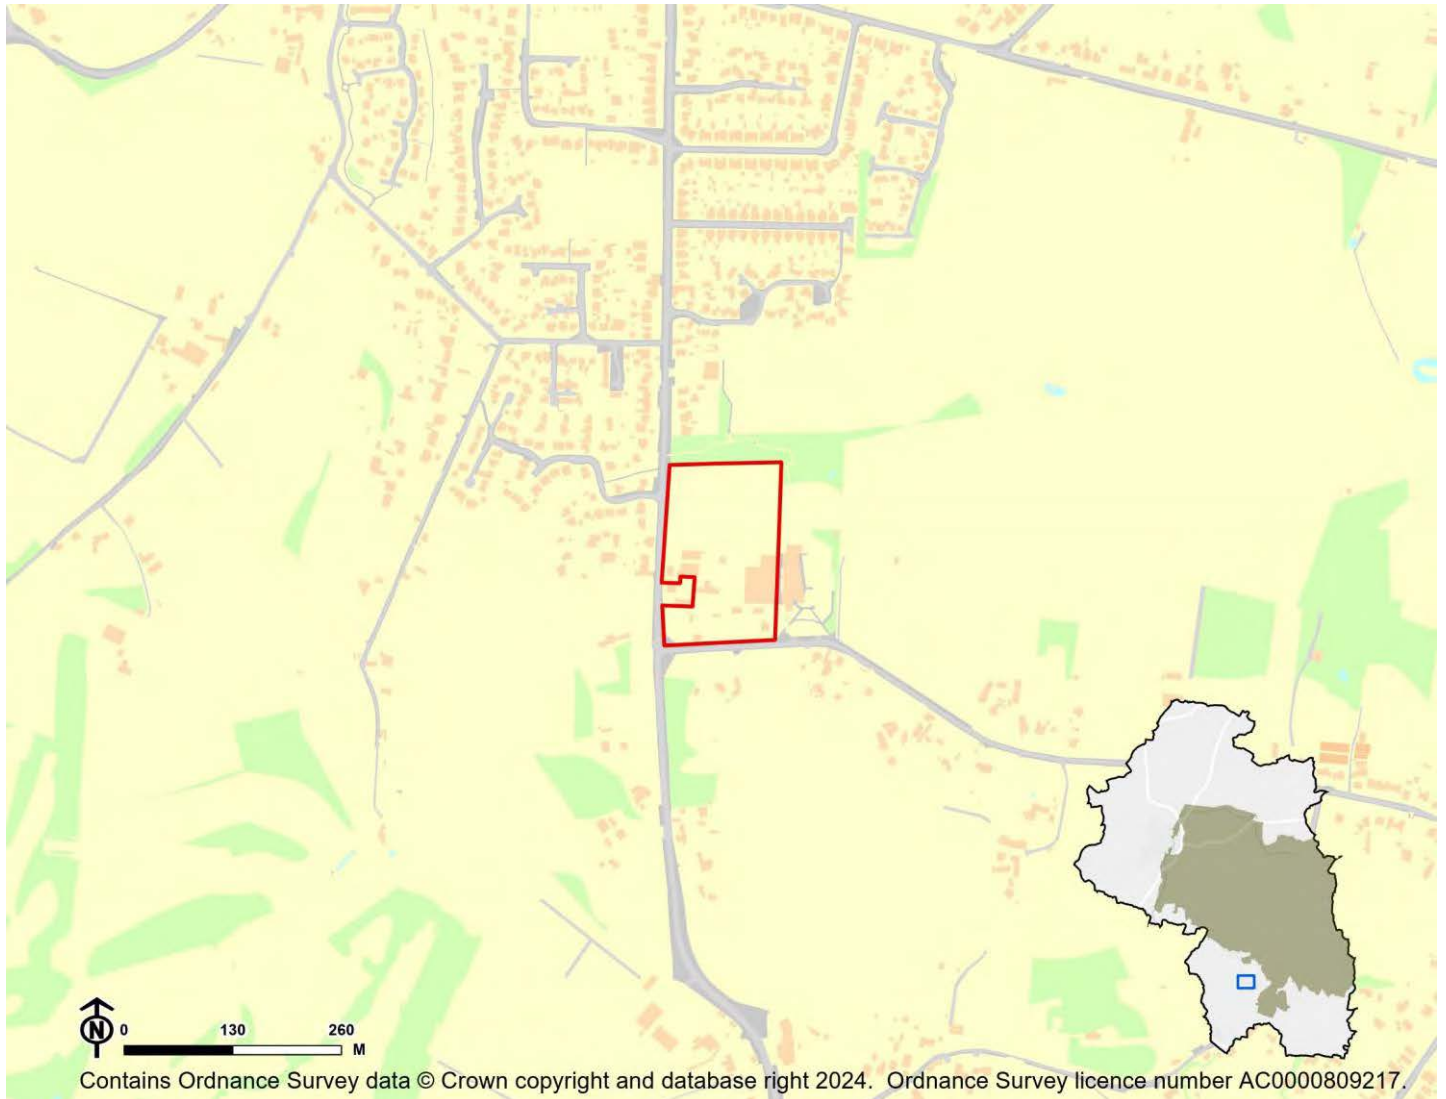 N
0 130 260
M
Contains Ordnance Survey data © Crown copyright and database right 2024. Ordnance Survey licence number AC0000809217.